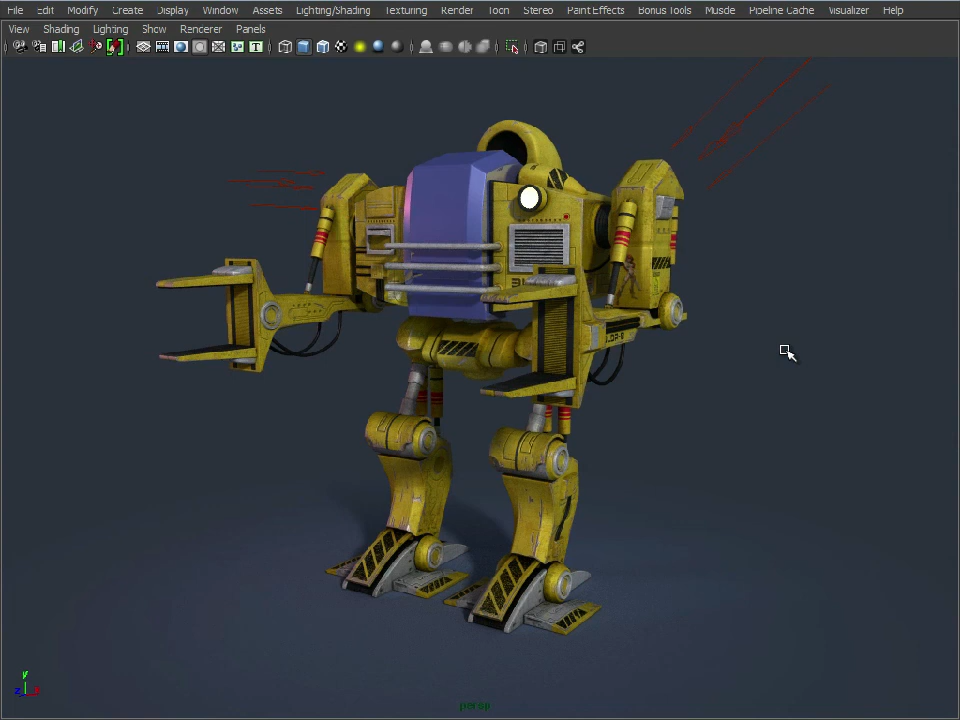 File Edit Modify Create Display Window Assets Lighting/Shading Texturing Render Toon Stereo Paint Effects Bonus Tools Muscle Pipeline Cache Visualizer Help
View Shading Lighting Show Renderer Panels
T
y
z x
persp